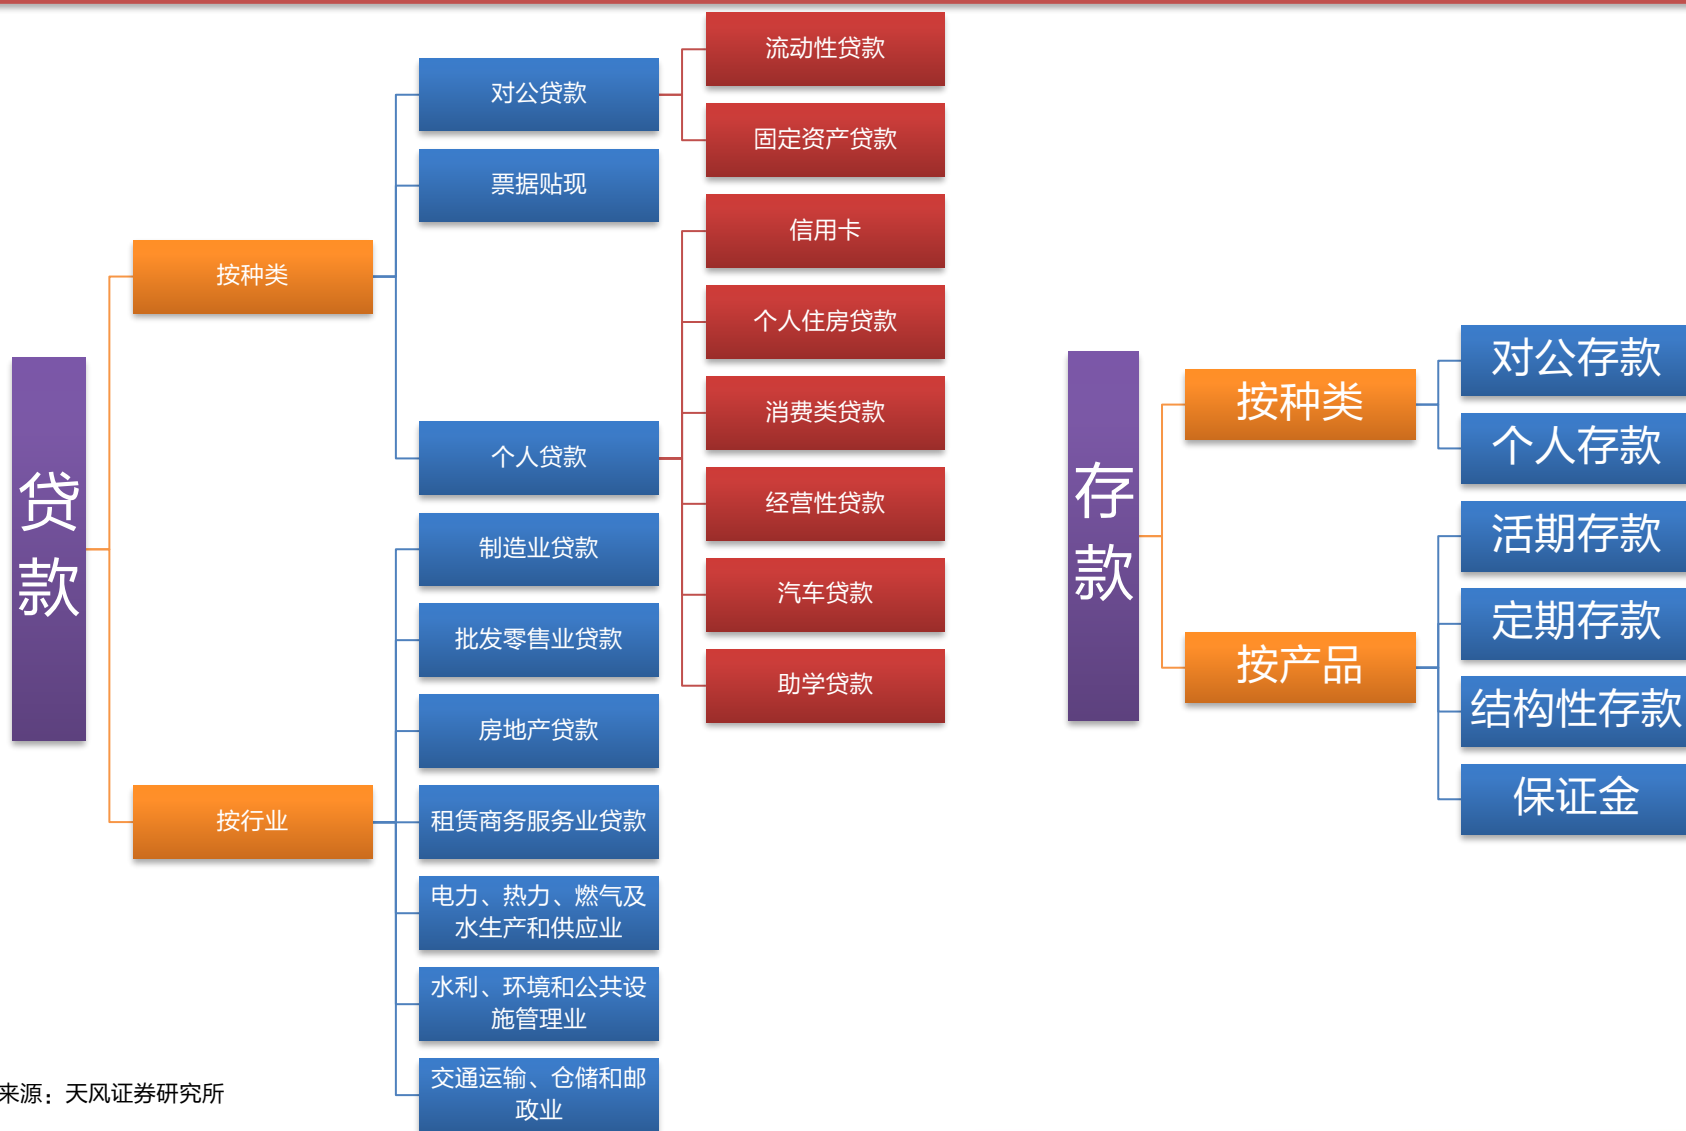 贷
款
按种类
对公贷款
流动性贷款
固定资产贷款
票据贴现
个人贷款
信用卡
个人住房贷款
消费类贷款
经营性贷款
汽车贷款
助学贷款
按行业
制造业贷款
批发零售业贷款
房地产贷款
租赁商务服务业贷款
电力、热力、燃气及
水生产和供应业
水利、环境和公共设
施管理业
交通运输、仓储和邮
政业
存
款
按种类
对公存款
个人存款
按产品
活期存款
定期存款
结构性存款
保证金
来源：天风证券研究所